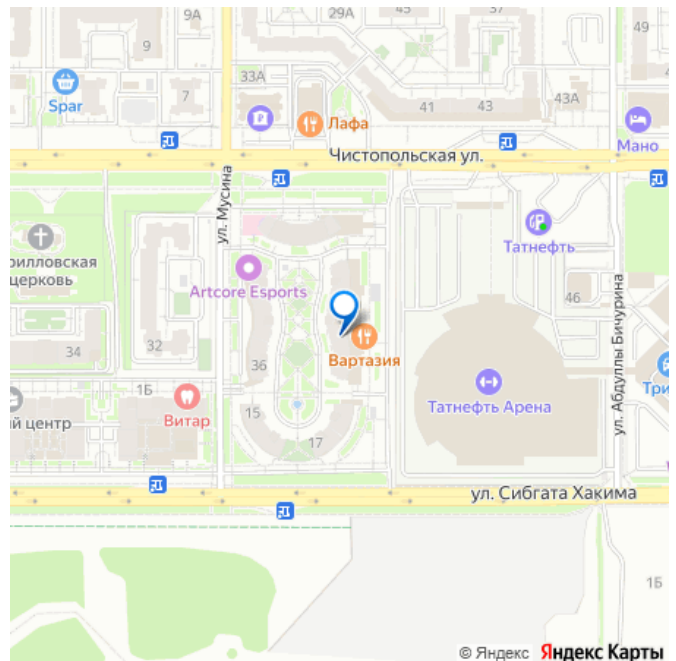 9А
29А
45
49
9
33А
47
Spar
7
41
43
43А
Лафа
Мано
Чистопольская ул.
ул. Мусина
Татнефть
рилловская
церковь
Artcore Esports
46
ул. Абдуллы Бичурина
34
32
36
Вартазия
Три
1Б
Татнефть Арена
й центр
Витар
15
17
ул. Сибгата Хакима
1Б
© Яндекс Яндекс Карты